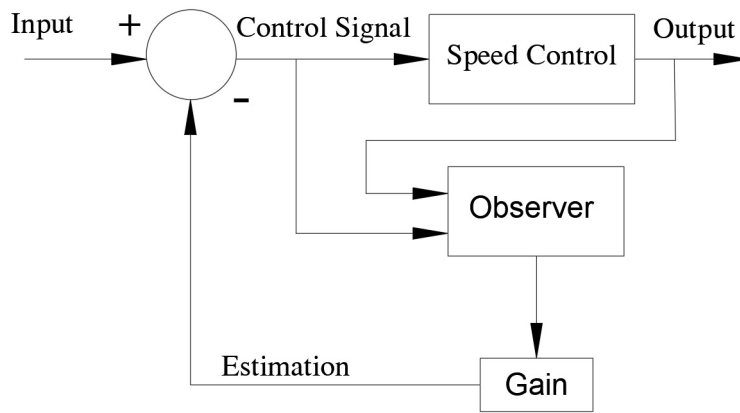 Input
+
Control Signal
Speed Control
Output
-
Observer
Estimation
Gain